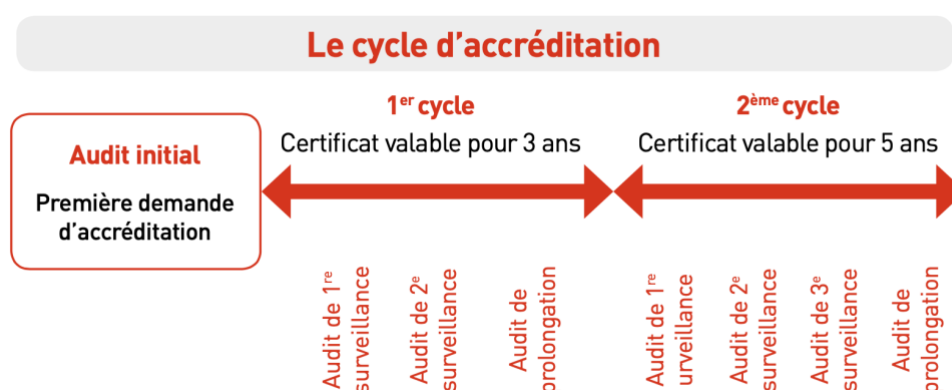 Le cycle d'accréditation
1er cycle
Certificat valable pour 3 ans
2ème cycle
Certificat valable pour 5 ans
Audit initial
Première demande
d'accréditation
Audit de 1re
surveillance
Audit de 2e
surveillance
Audit de
prolongation
Audit de 1re
urveillance
Audit de 2e
surveillance
Audit de 3e
surveillance
Audit de
prolongation